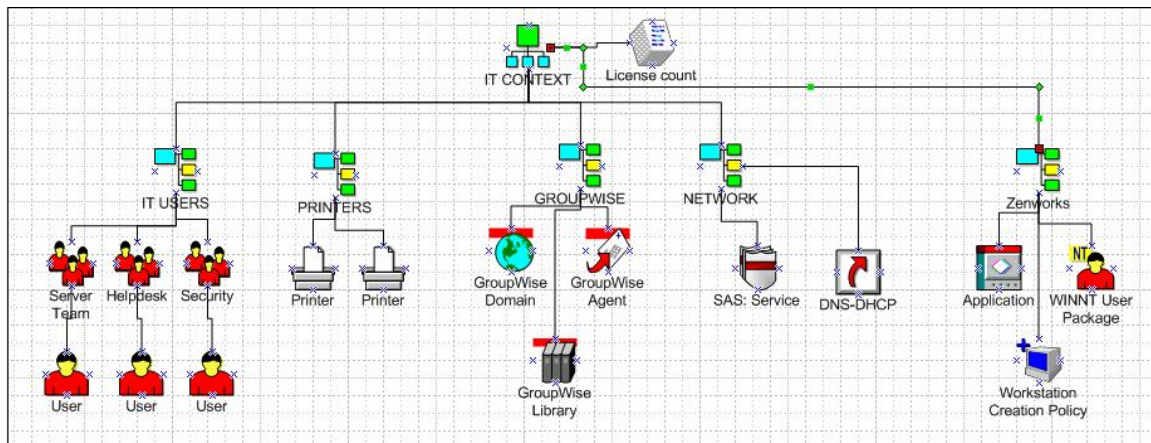 IT CONTEXT
License count
IT USERS
PRINTERS
GROUPWISE
NETWORK
Zenworks
Server
Team
Helpdesk
Security
Printer
Printer
GroupWise
Domain
GroupWise
Agent
SAS: Service
DNS-DHCP
Application
NT
WINNT User
Package
User
User
User
GroupWise
Library
Workstation
Creation Policy